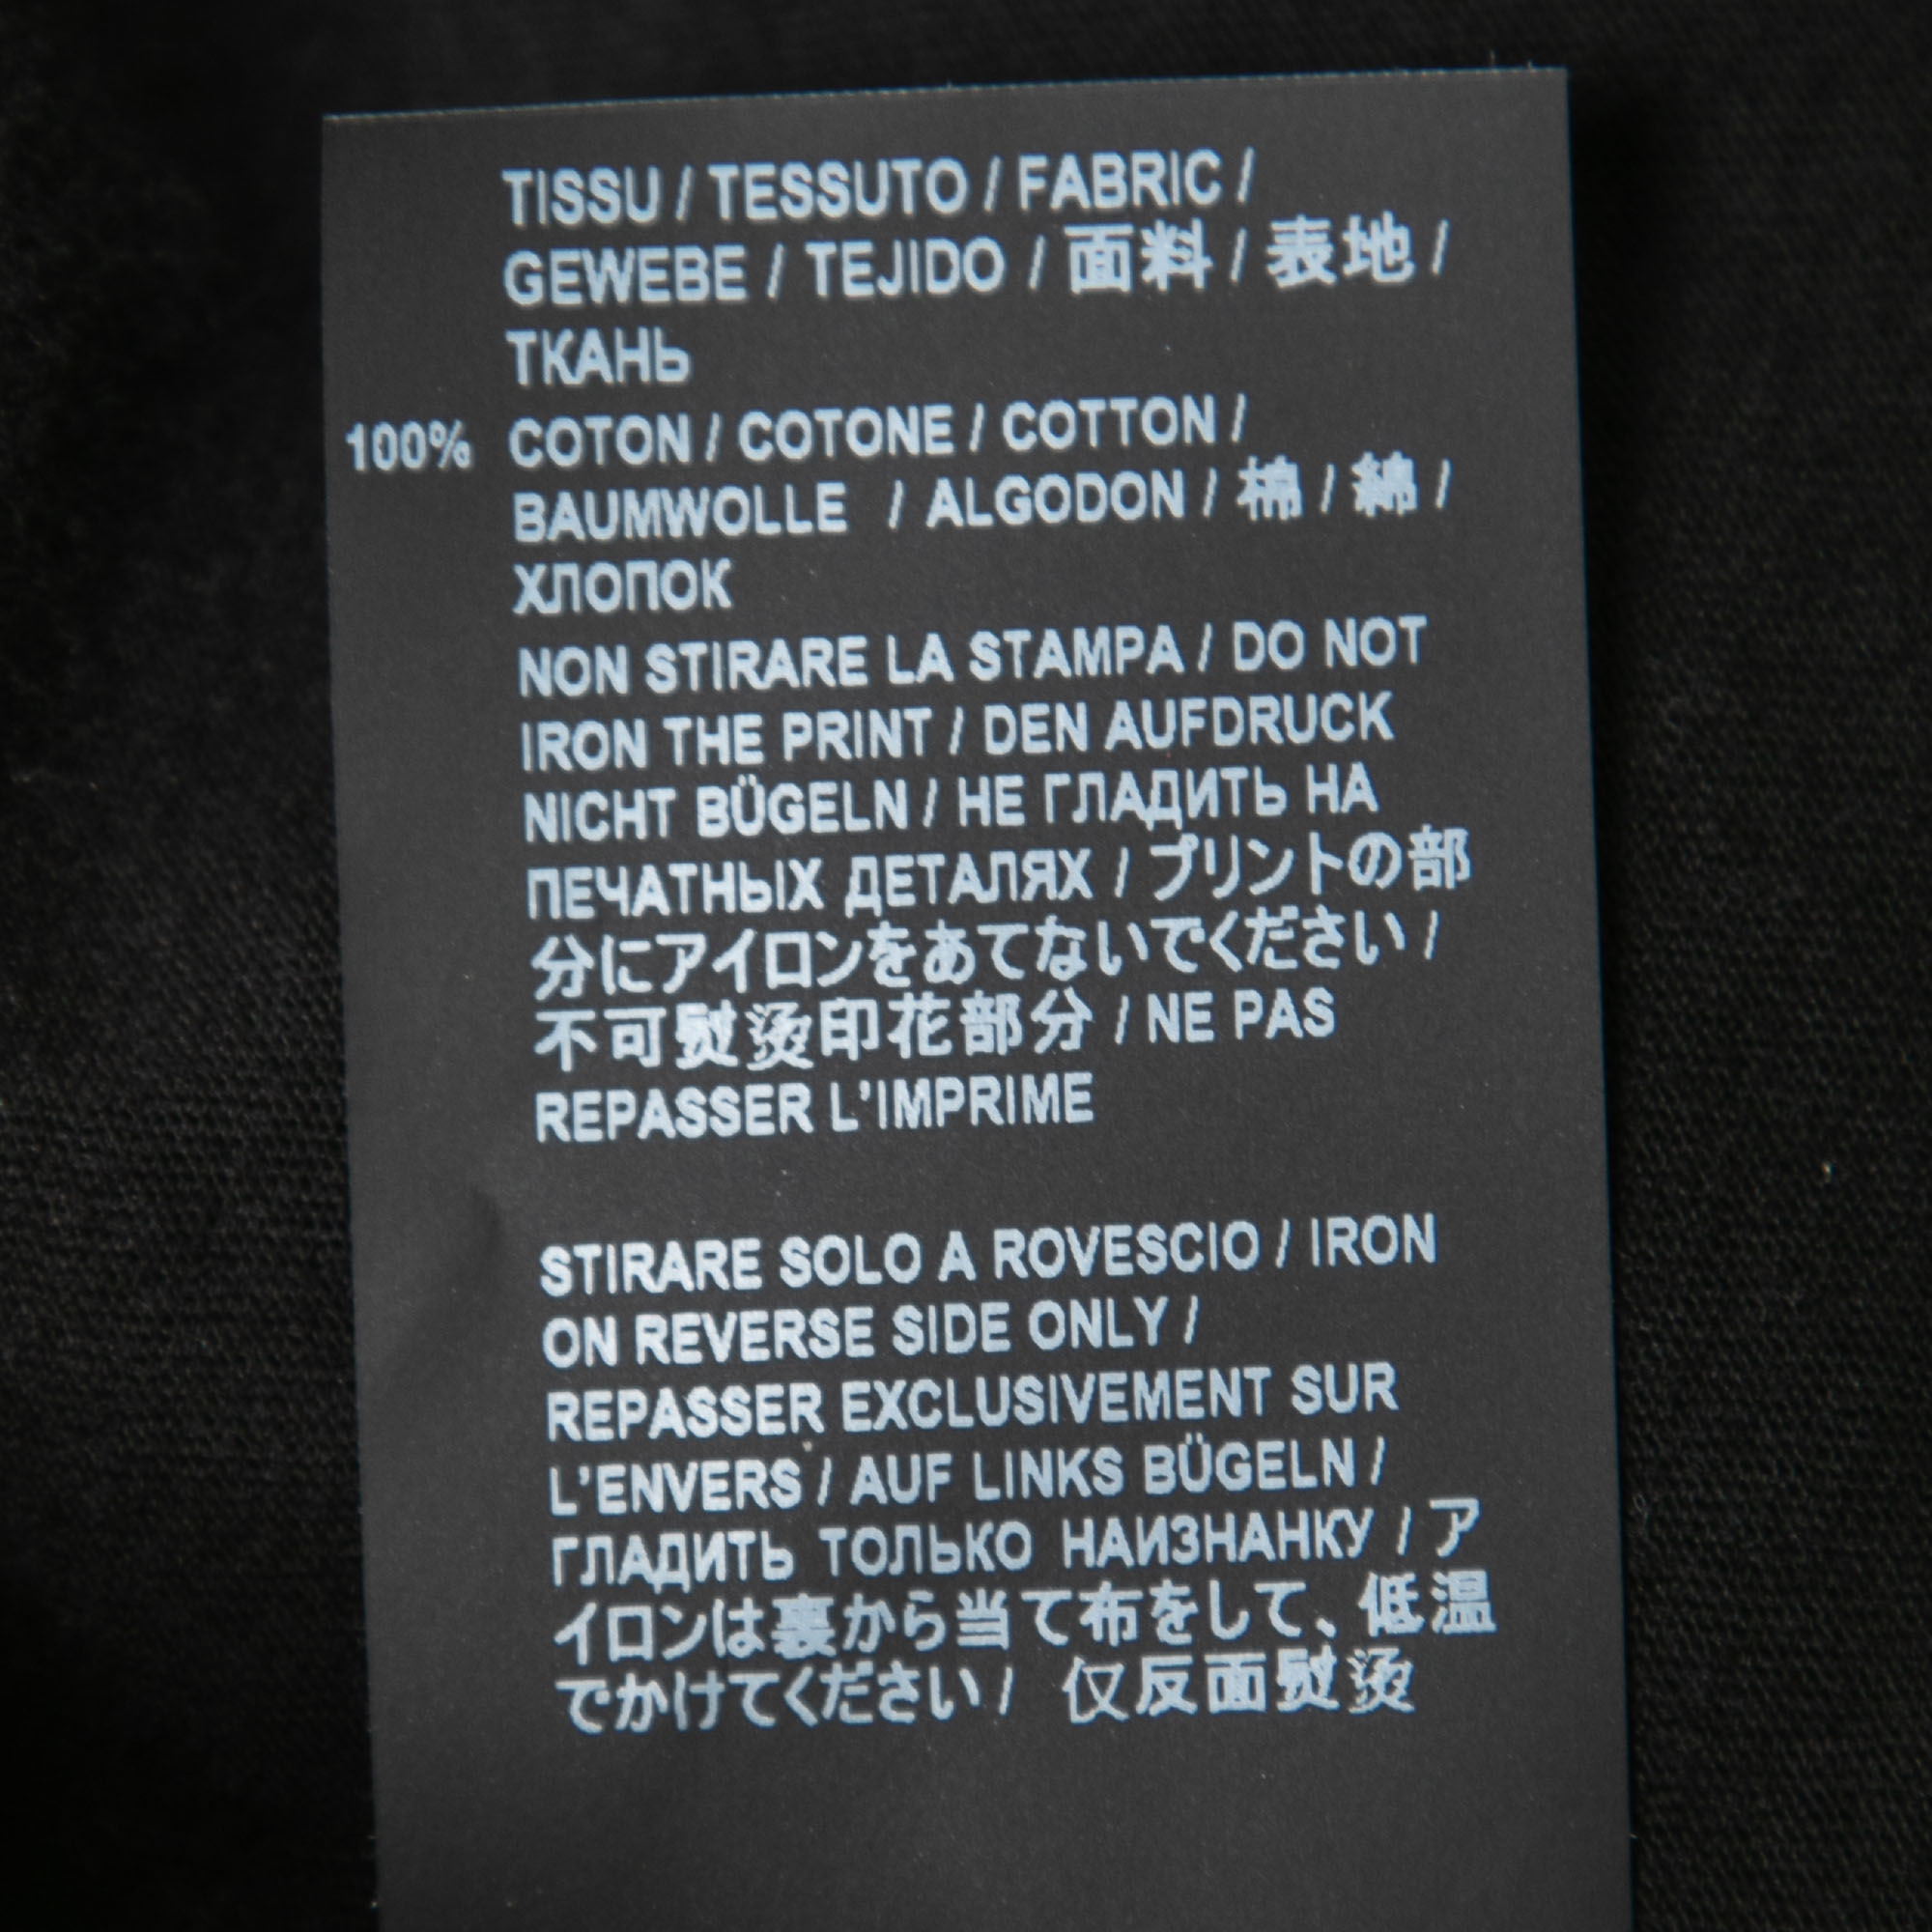 TISSU / TESSUTO / FABRIC /
GEWEBE / TEJIDO / 面料 / 表地 /
ТКАНЬ
100% COTON / COTONE / COTTON /
BAUMWOLLE / ALGODON / 棉 / 綿 /
ХЛОПОК
NON STIRARE LA STAMPA / DO NOT
IRON THE PRINT / DEN AUFDRUCK
NICHT BÜGELN / НЕ ГЛАДИТЬ НА
ПЕЧАТНЫХ ДЕТАЛЯХ / プリントの部
分にアイロンをあてないでください /
不可熨烫印花部分 / NE PAS
REPASSER L'IMPRIME
STIRARE SOLO A ROVESCIO / IRON
ON REVERSE SIDE ONLY /
REPASSER EXCLUSIVEMENT SUR
L'ENVERS / AUF LINKS BÜGELN /
ГЛАДИТЬ ТОЛЬКО НАИЗНАНКУ / ア
イロンは裏から当て布をして、低温
でかけてください / 仅反面熨烫